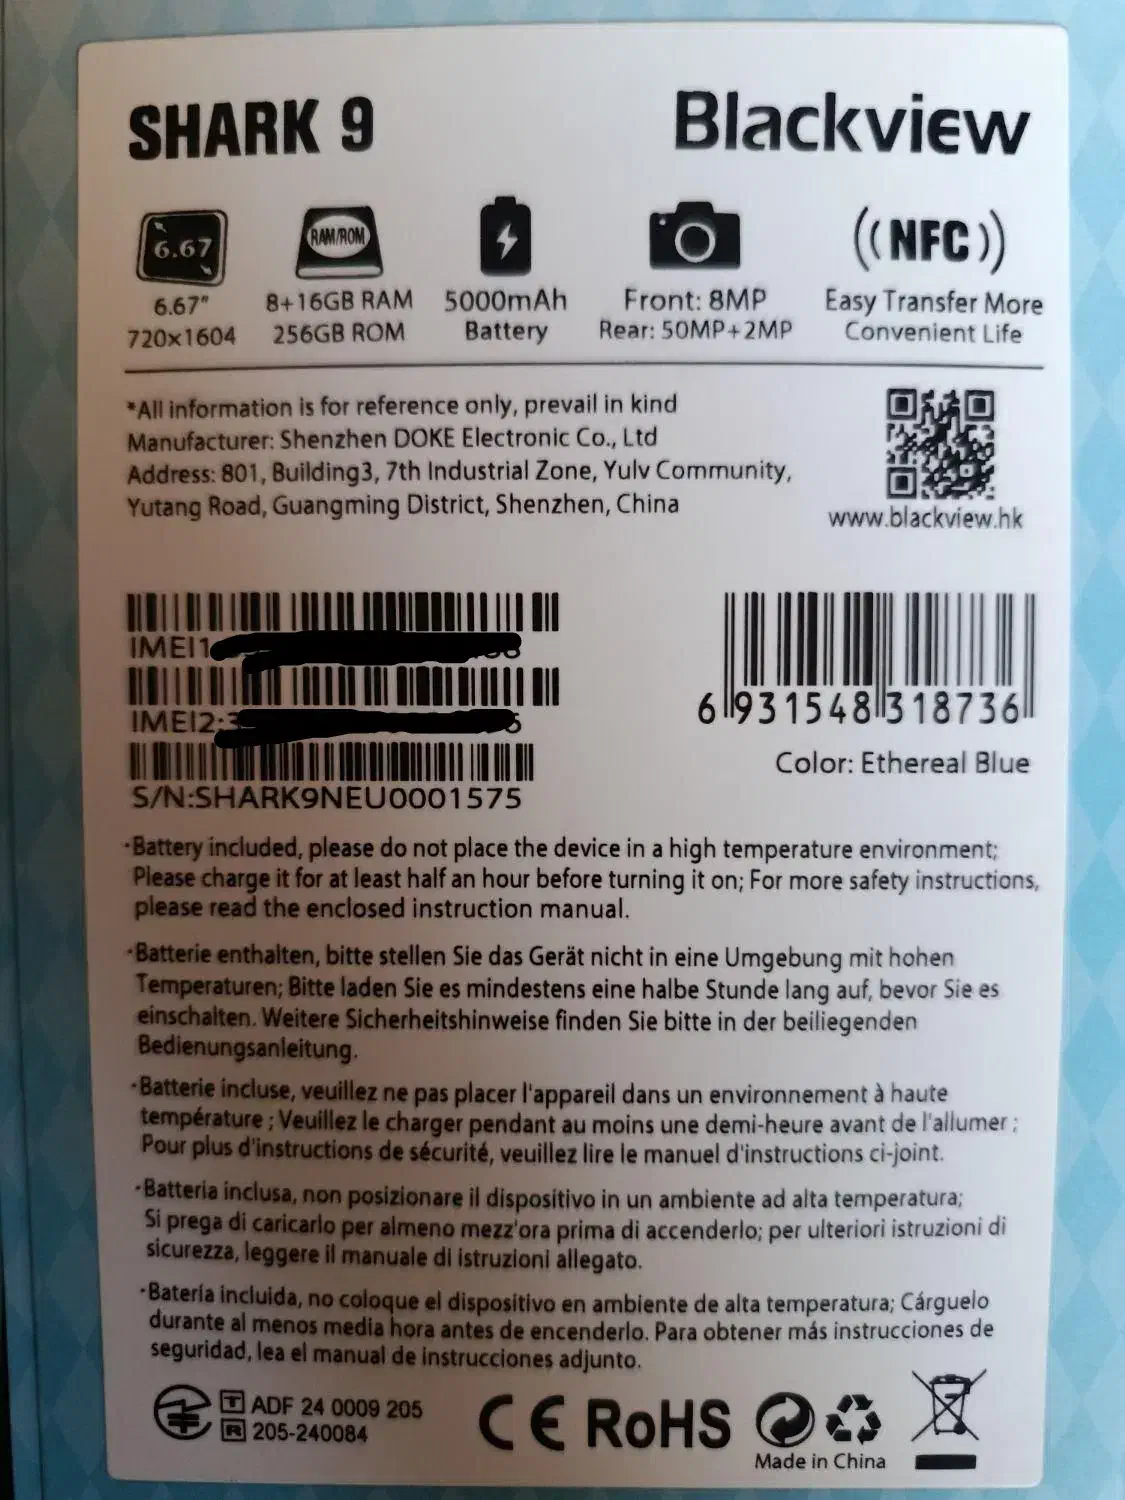 SHARK 9
Blackview
6.67
RAM/ROM
((NFC))
6.67"
720x1604
8+16GB RAM
256GB ROM
5000mAh
Battery
Front: 8MP
Rear: 50MP+2MP
Easy Transfer More
Convenient Life
*All information is for reference only, prevail in kind
Manufacturer: Shenzhen DOKE Electronic Co., Ltd
Address: 801, Building3, 7th Industrial Zone, Yulv Community,
Yutang Road, Guangming District, Shenzhen, China
www.blackview.hk
IMEI1
IMEI2:
S/N:SHARK9NEU0001575
6 931548 318736
Color: Ethereal Blue
·Battery included, please do not place the device in a high temperature environment;
Please charge it for at least half an hour before turning it on; For more safety instructions,
please read the enclosed instruction manual.
·Batterie enthalten, bitte stellen Sie das Gerät nicht in eine Umgebung mit hohen
Temperaturen; Bitte laden Sie es mindestens eine halbe Stunde lang auf, bevor Sie es
einschalten. Weitere Sicherheitshinweise finden Sie bitte in der beiliegenden
Bedienungsanleitung.
·Batterie incluse, veuillez ne pas placer l'appareil dans un environnement à haute
température ; Veuillez le charger pendant au moins une demi-heure avant de l'allumer ;
Pour plus d'instructions de sécurité, veuillez lire le manuel d'instructions ci-joint.
·Batteria inclusa, non posizionare il dispositivo in un ambiente ad alta temperatura;
Si prega di caricarlo per almeno mezz'ora prima di accenderlo; per ulteriori istruzioni di
sicurezza, leggere il manuale di istruzioni allegato.
·Batería incluida, no coloque el dispositivo en ambiente de alta temperatura; Cárguelo
durante al menos media hora antes de encenderlo. Para obtener más instrucciones de
seguridad, lea el manual de instrucciones adjunto.
T ADF 24 0009 205
R 205-240084
CE RoHS
Made in China